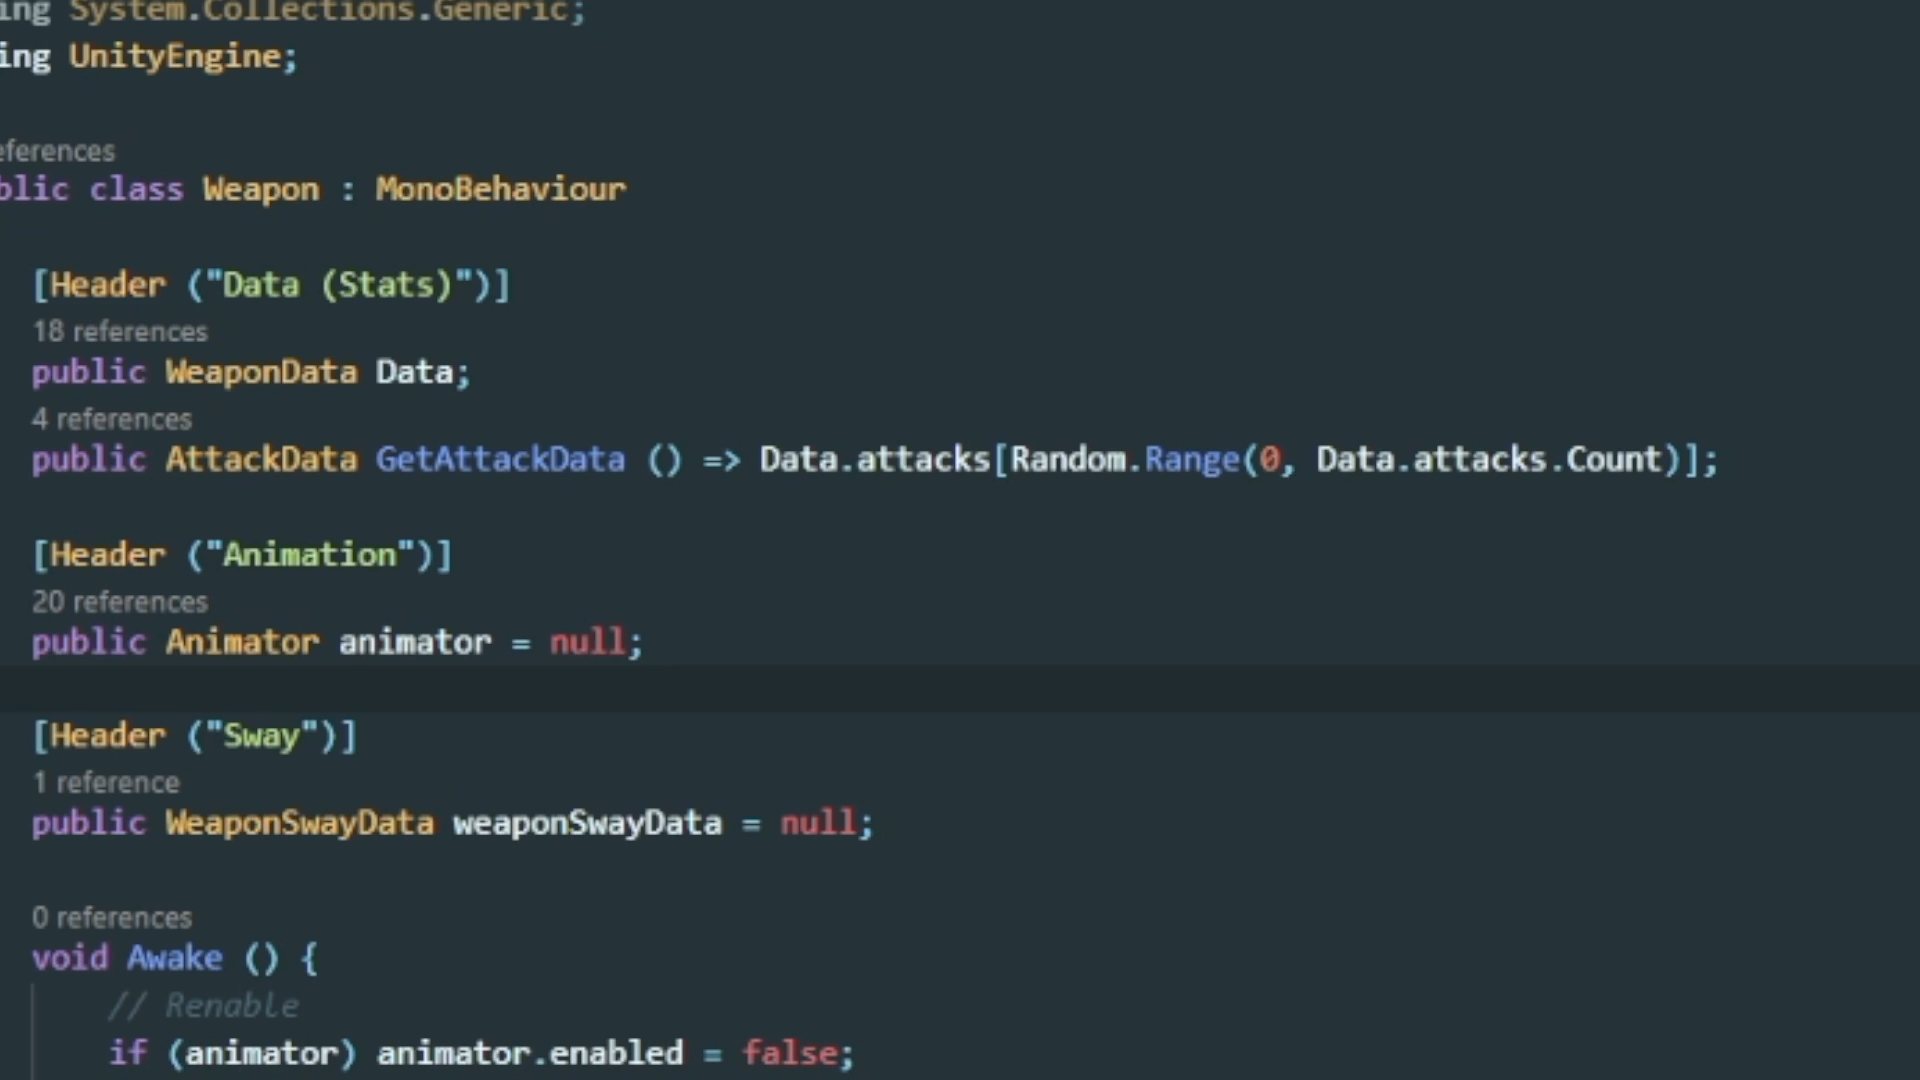 ing System.Collections.Generic;
ing UnityEngine;
eferences
blic class Weapon : MonoBehaviour
[Header ("Data (Stats)")]
18 references
public WeaponData Data;
4 references
public AttackData GetAttackData () => Data.attacks[Random.Range(0, Data.attacks.Count)];
[Header ("Animation")]
20 references
public Animator animator = null;
[Header ("Sway")]
1 reference
public WeaponSwayData weaponSwayData = null;
0 references
void Awake () {
// Renable
if (animator) animator.enabled = false;